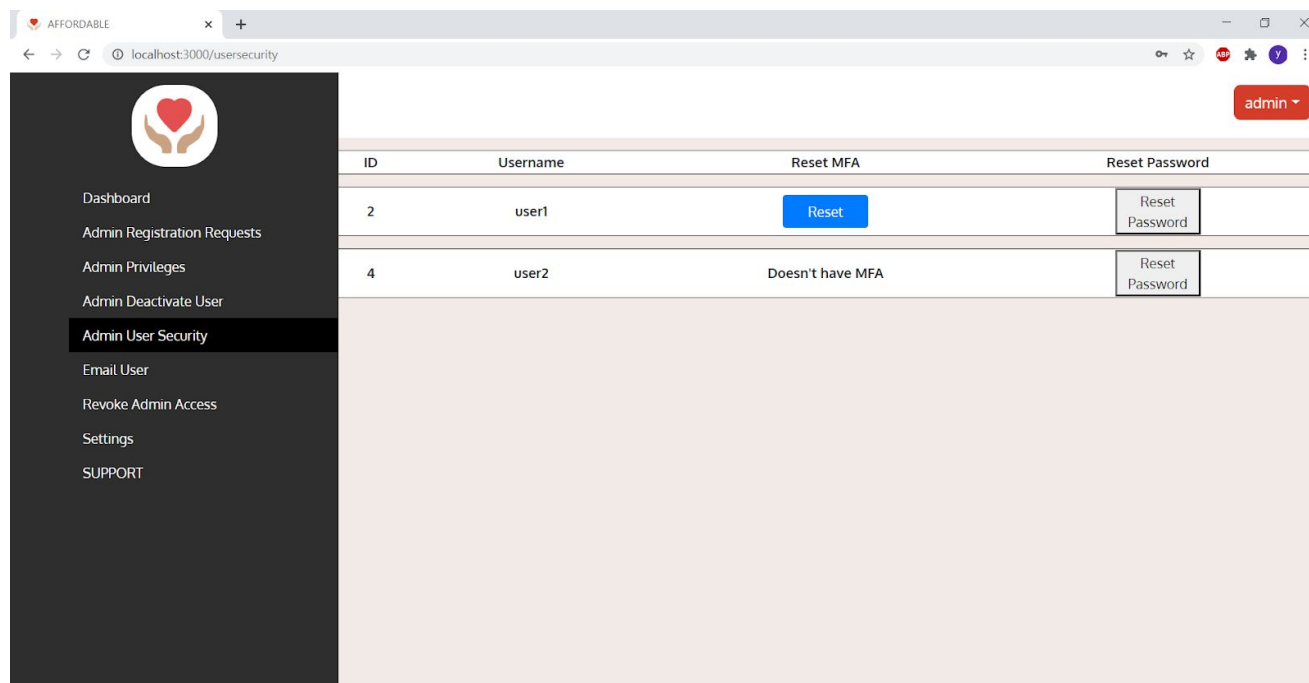 AFFORDABLE
localhost:3000/usersecurity
ABP
y
admin
ID Username Reset MFA Reset Password
Dashboard
Admin Registration Requests
Admin Privileges
Admin Deactivate User
Admin User Security
Email User
Revoke Admin Access
Settings
SUPPORT
2 user1 Reset Reset
Password
4 user2 Doesn't have MFA Reset
Password